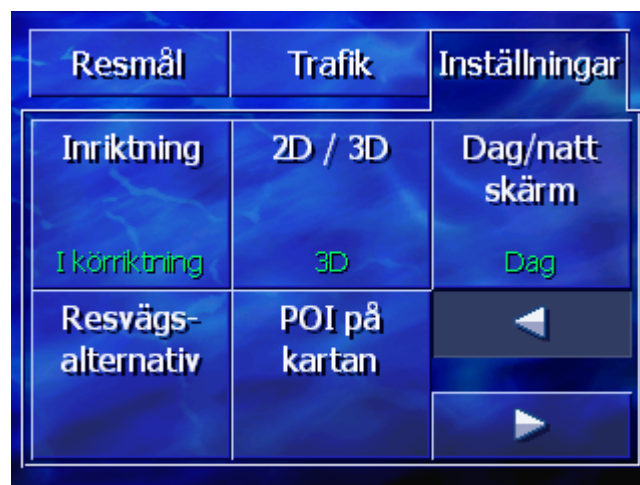 Resmål
Trafik
Inställningar
Inriktning
I körriktning
2D / 3D
3D
Dag/natt
skärm
Dag
Resvägs-
alternativ
POI på
kartan